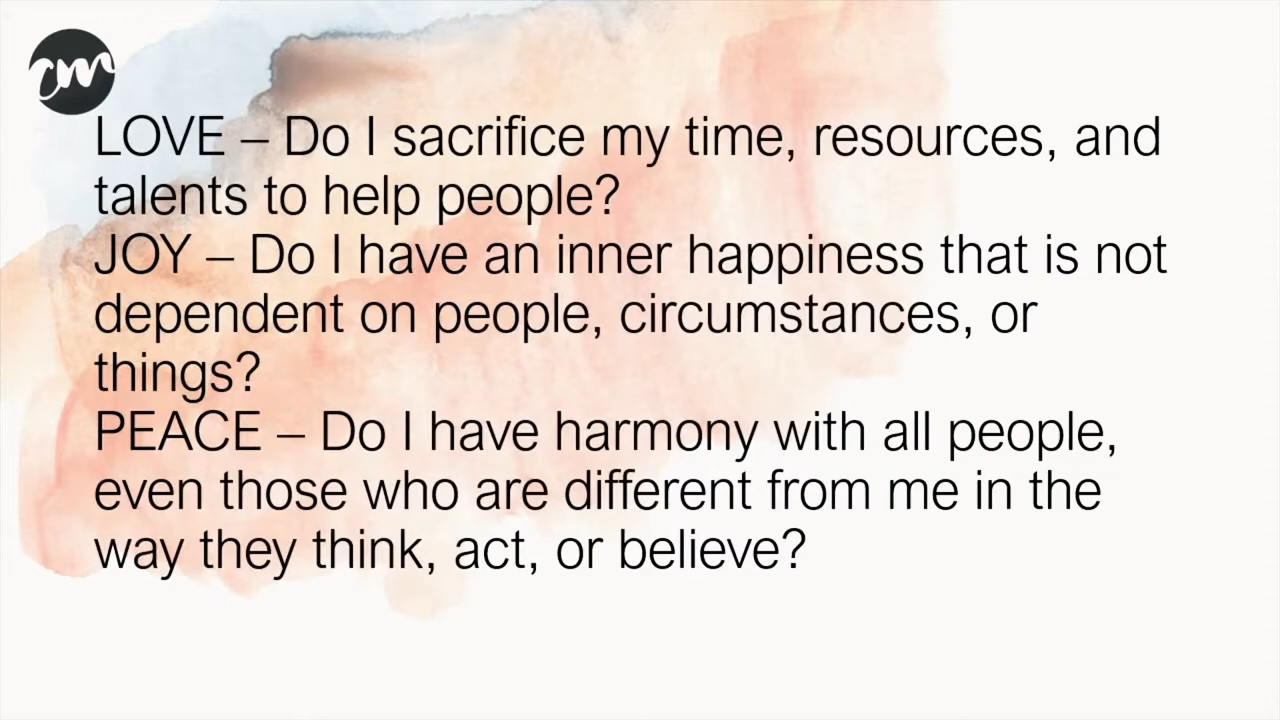 cm
LOVE – Do I sacrifice my time, resources, and
talents to help people?
JOY – Do I have an inner happiness that is not
dependent on people, circumstances, or
things?
PEACE – Do I have harmony with all people,
even those who are different from me in the
way they think, act, or believe?